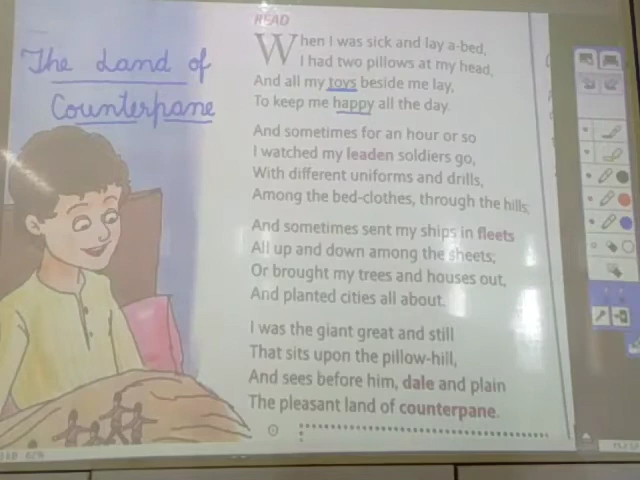 The Land of
Counterpane
READ
When I was sick and lay a-bed,
I had two pillows at my head,
And all my toys beside me lay,
To keep me happy all the day.
And sometimes for an hour or so
I watched my leaden soldiers go,
With different uniforms and drills,
Among the bed-clothes, through the hills;
And sometimes sent my ships in fleets
All up and down among the sheets;
Or brought my trees and houses out,
And planted cities all about.
I was the giant great and still
That sits upon the pillow-hill,
And sees before him, dale and plain
The pleasant land of counterpane.